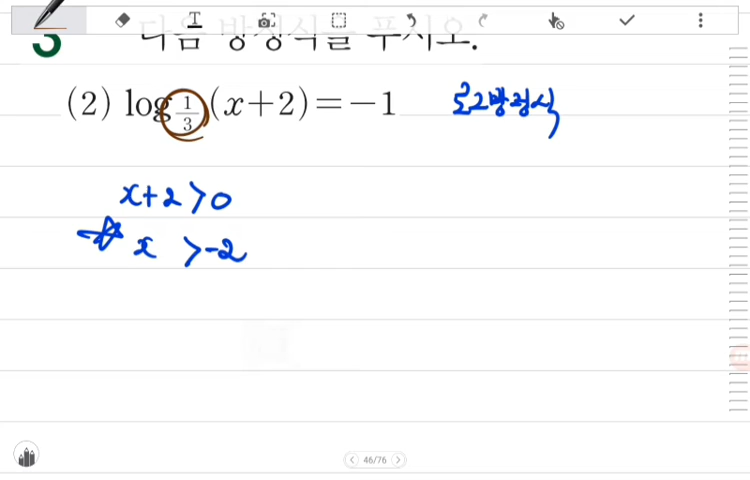 3 다음 방정식을 푸시오.
(2) log_{1/3}(x+2)=-1
로그방정식
x+2>0
☆ x >-2
46/76